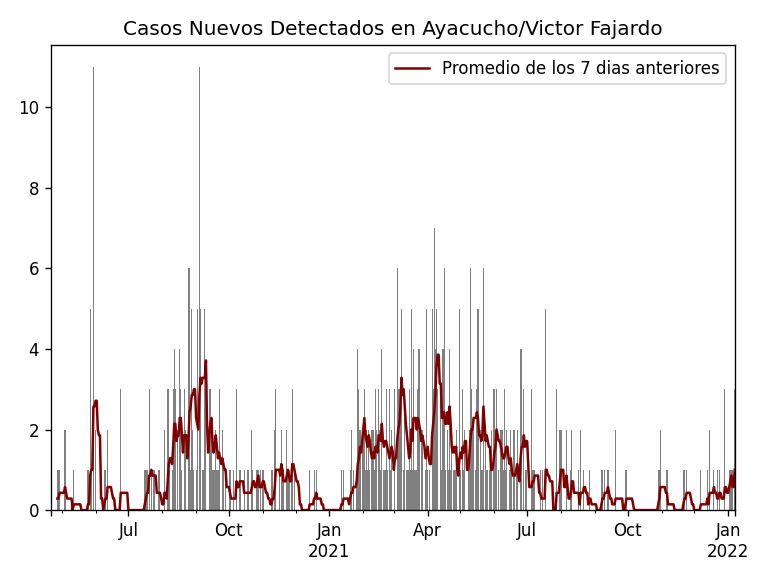 Casos Nuevos Detectados en Ayacucho/Victor Fajardo
Promedio de los 7 dias anteriores
10
8
6
4
2
0
Jul Oct Jan Apr Jul Oct Jan
2021 2022